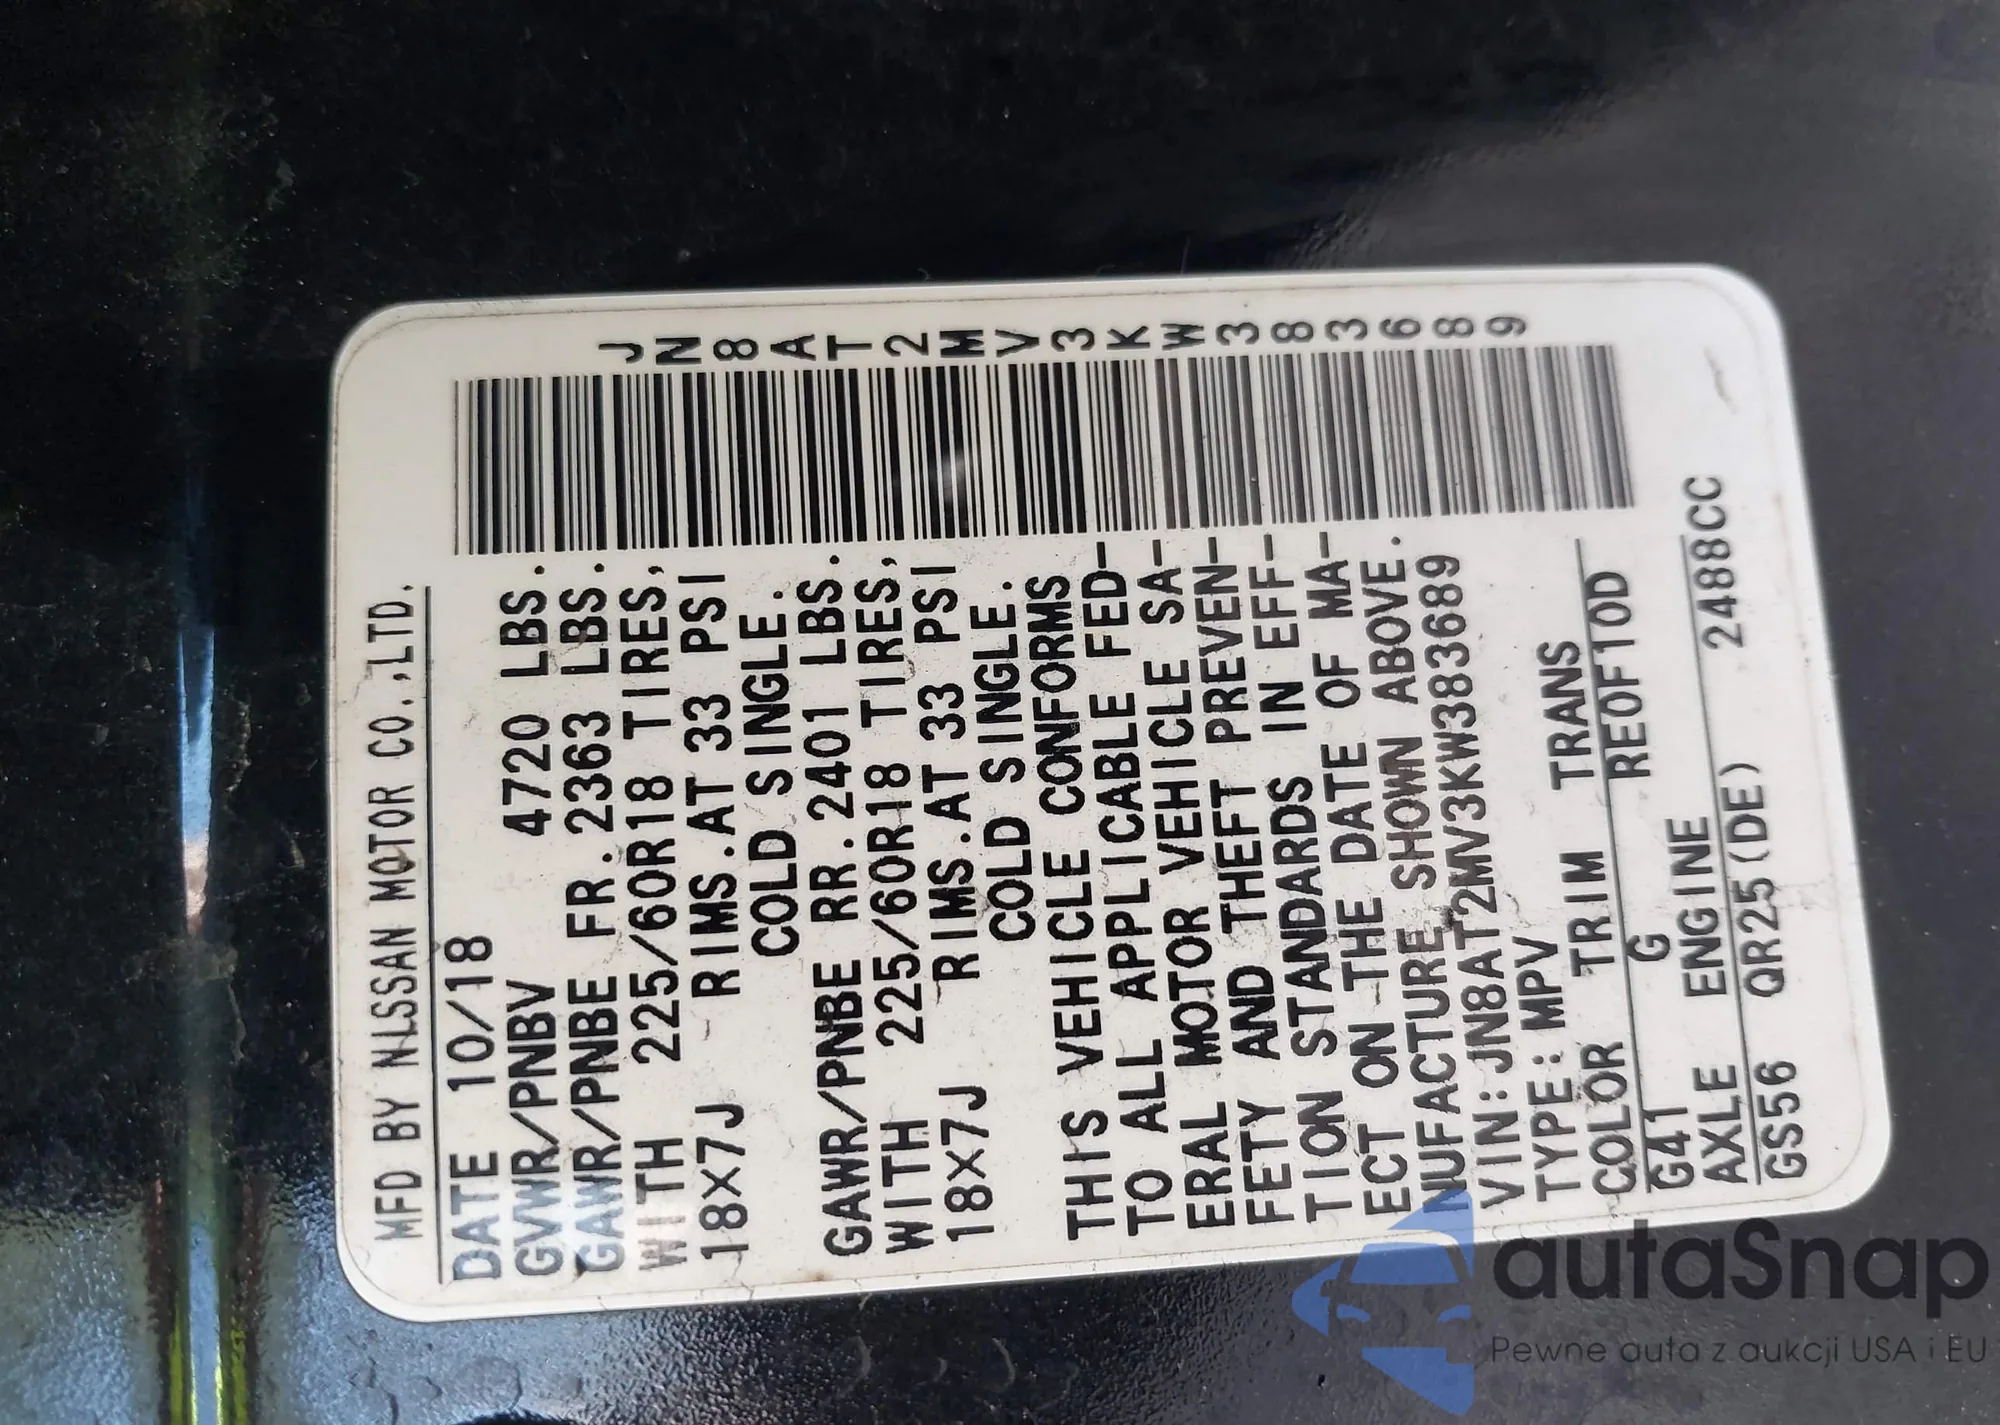 MFD BY NISSAN MOTOR CO.,LTD.
DATE 10/18
GVWR/PNBV 4720 LBS.
GAWR/PNBE FR.2363 LBS.
WITH 225/60R18 TIRES,
18×7J RIMS.AT 33 PSI
COLD SINGLE.
GAWR/PNBE RR.2401 LBS.
WITH 225/60R18 TIRES,
18×7J RIMS.AT 33 PSI
COLD SINGLE.
THIS VEHICLE CONFORMS
TO ALL APPLICABLE FED-
ERAL MOTOR VEHICLE SA-
FETY AND THEFT PREVEN-
TION STANDARDS IN EFF-
ECT ON THE DATE OF MA-
NUFACTURE SHOWN ABOVE.
VIN:JN8AT2MV3KW383689
TYPE:MPV
COLOR TRIM TRANS
G41 G RE0F10D
AXLE ENGINE
GS56 QR25(DE) 2488CC
JN8AT2MV3KW383689
autaSnap
Pewne auta z aukcji USA i EU